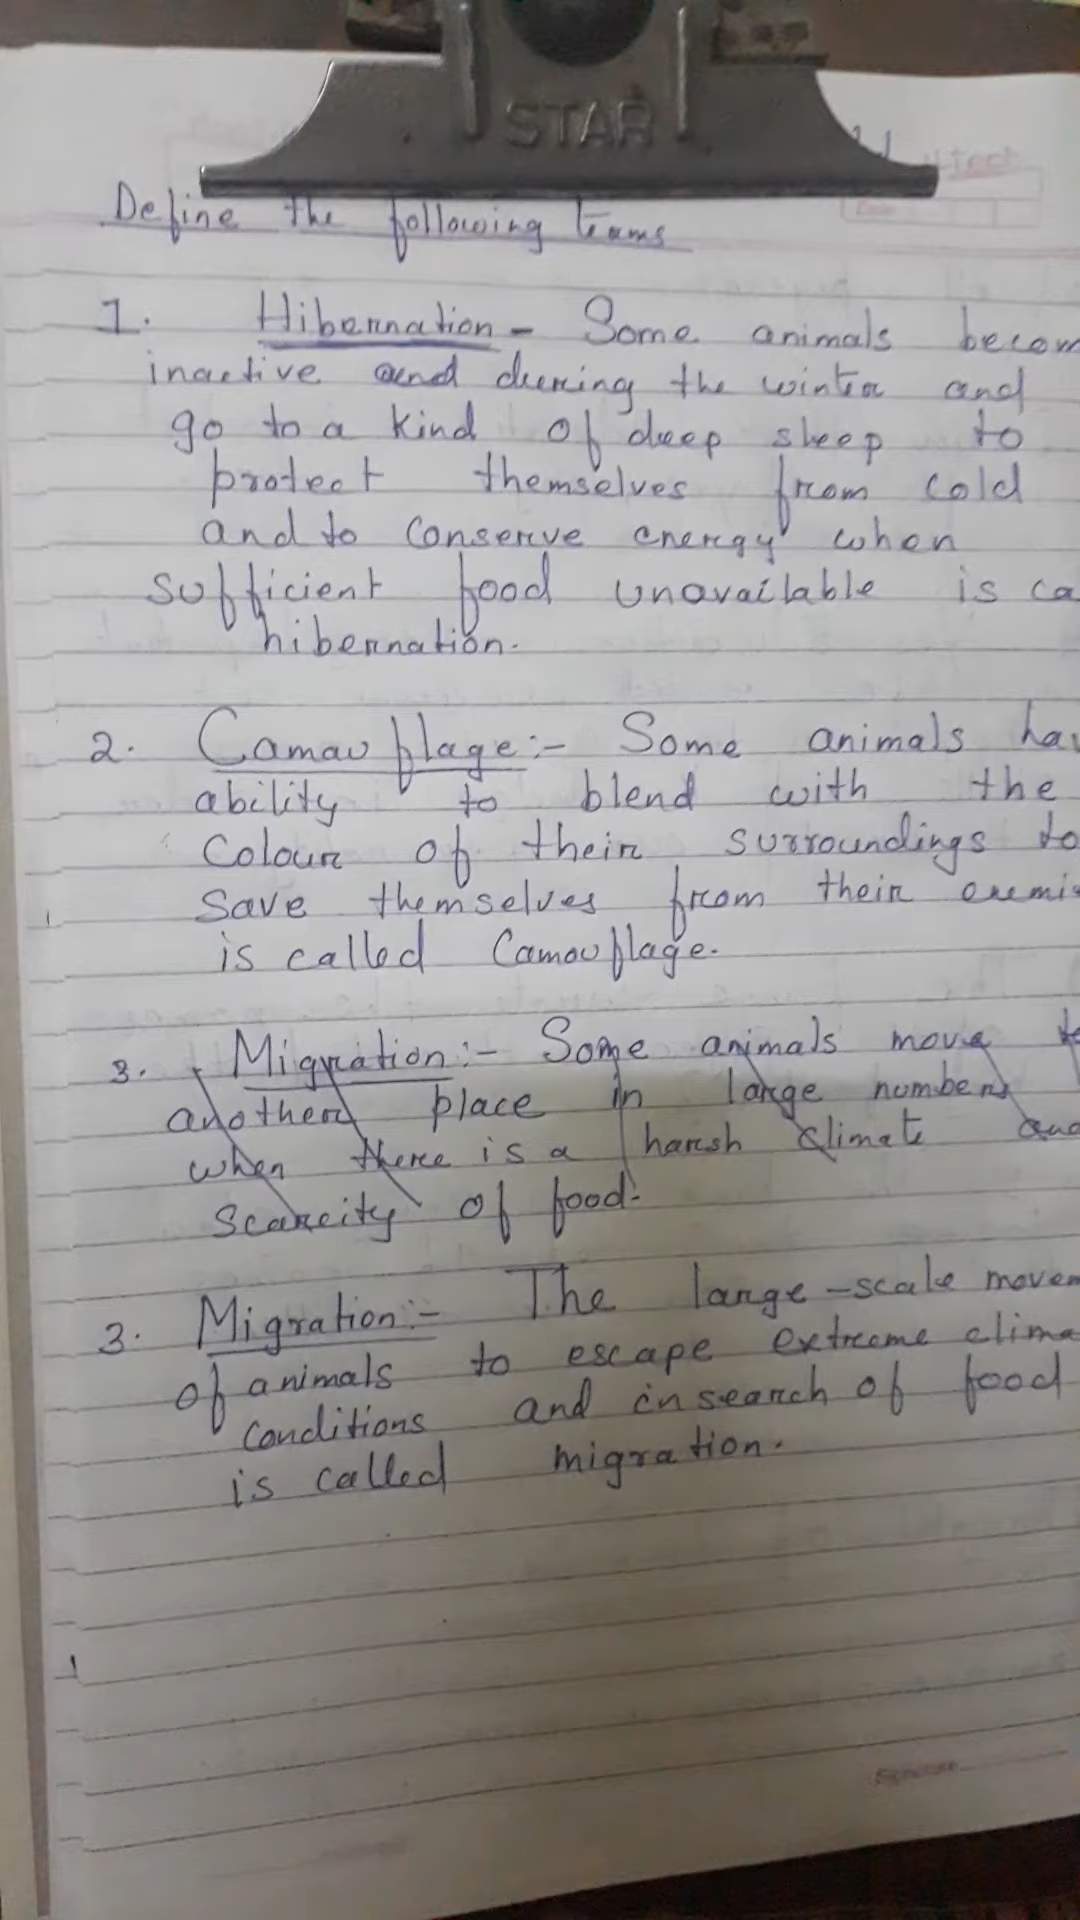 STAR
Define the following terms
1. Hibernation - Some animals becom
inactive and during the winter and
go to a kind of deep sleep to
protect themselves from cold
and to conserve energy when
sufficient food unavailable is ca
hibernation.
2. Camouflage:- Some animals hav
ability to blend with the
colour of their surroundings to
save themselves from their enemi
is called Camouflage.
3. Migration:- Some animals move to
another place in large numbers
when there is a harsh climate and
scarcity of food.
3. Migration:- The large-scale movem
of animals to escape extreme clima
conditions and in search of food
is called migration.
Signature